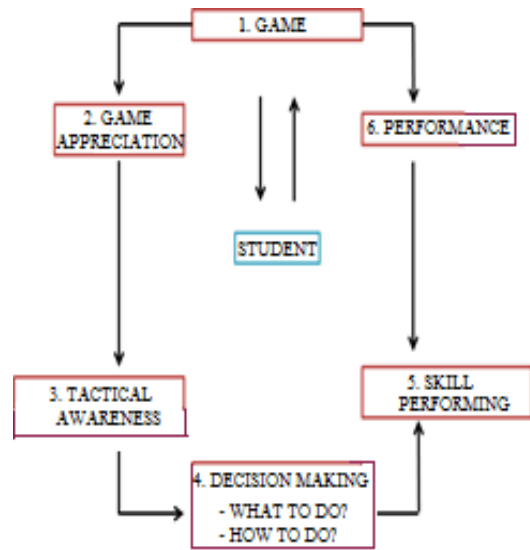 1. GAME
2. GAME
APPRECIATION
6. PERFORMANCE
STUDENT
3. TACTICAL
AWARENESS
5. SKILL
PERFORMING
4. DECISION MAKING
- WHAT TO DO?
- HOW TO DO?